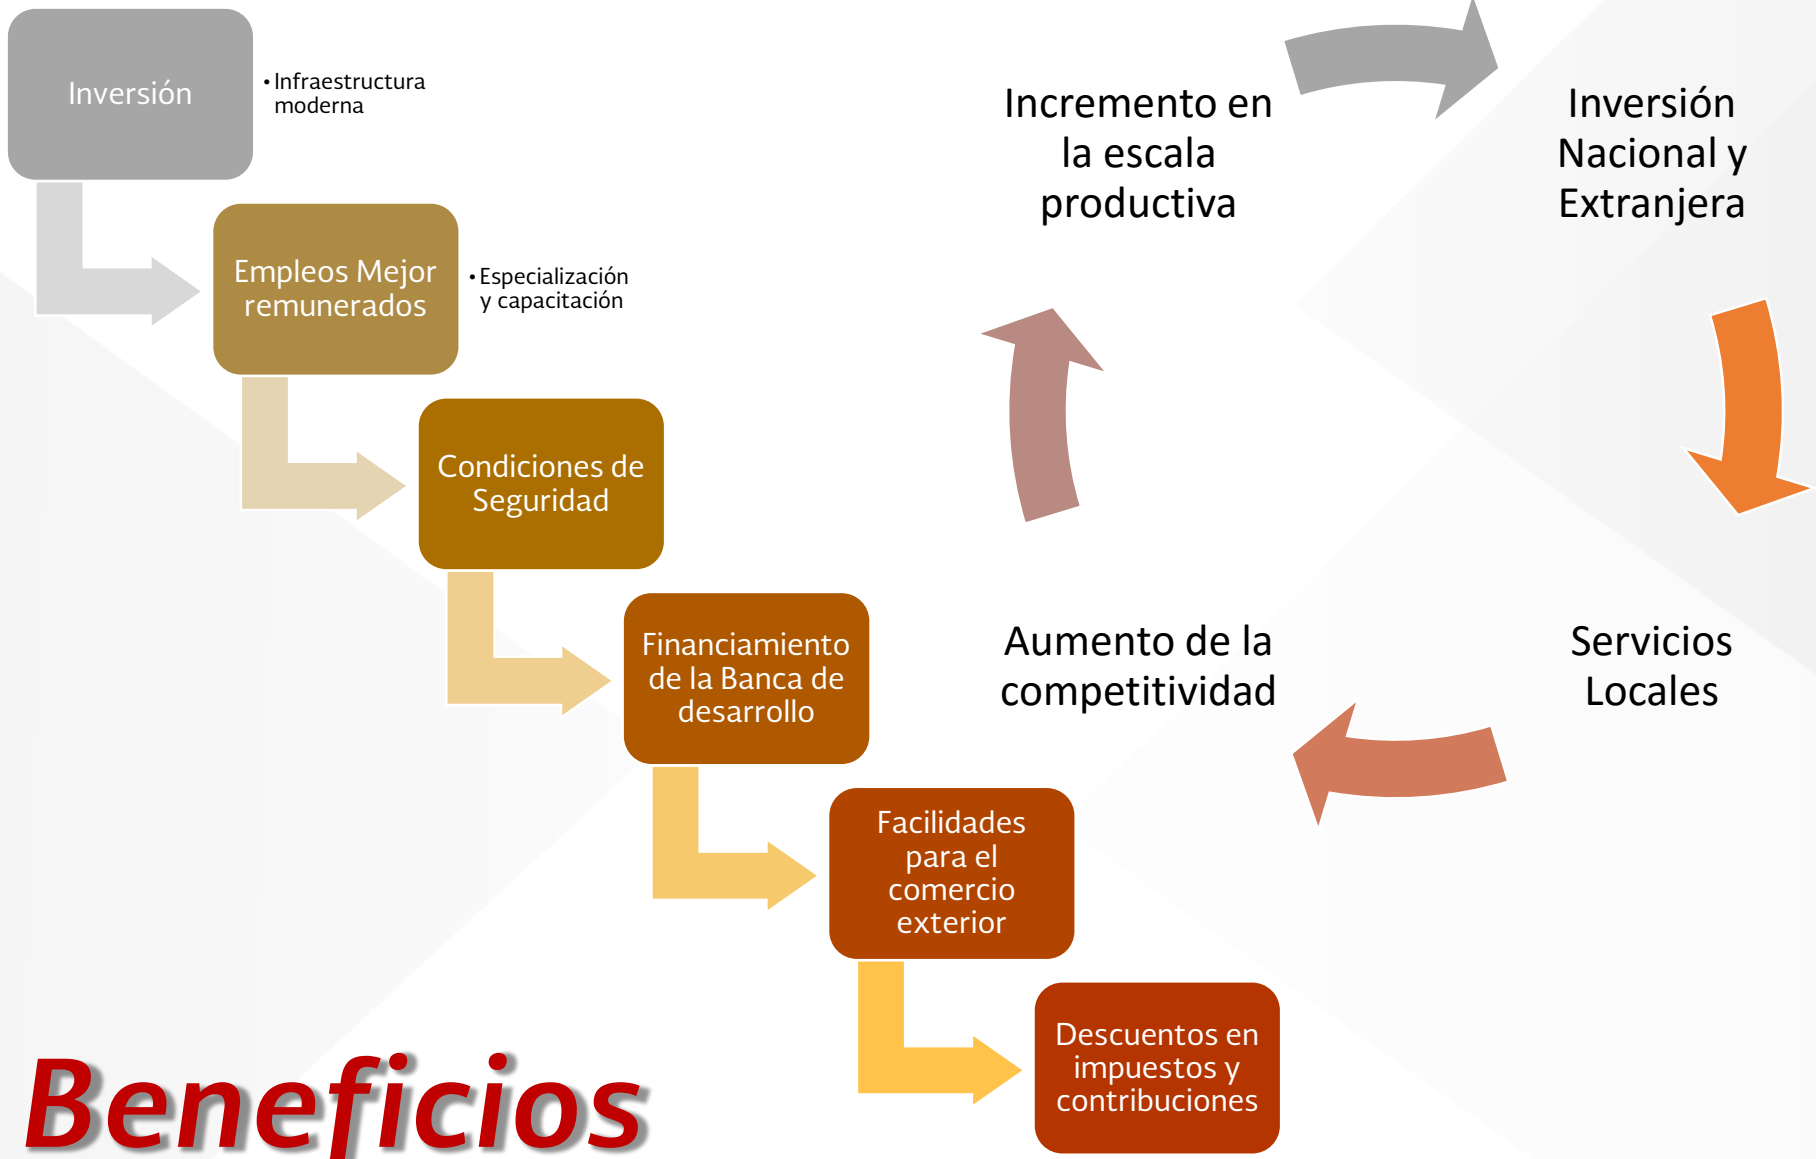 Inversión
• Infraestructura
moderna
Empleos Mejor
remunerados
• Especialización
y capacitación
Condiciones de
Seguridad
Financiamiento
de la Banca de
desarrollo
Facilidades
para el
comercio
exterior
Descuentos en
impuestos y
contribuciones
Incremento en
la escala
productiva
Inversión
Nacional y
Extranjera
Servicios
Locales
Aumento de la
competitividad
Beneficios